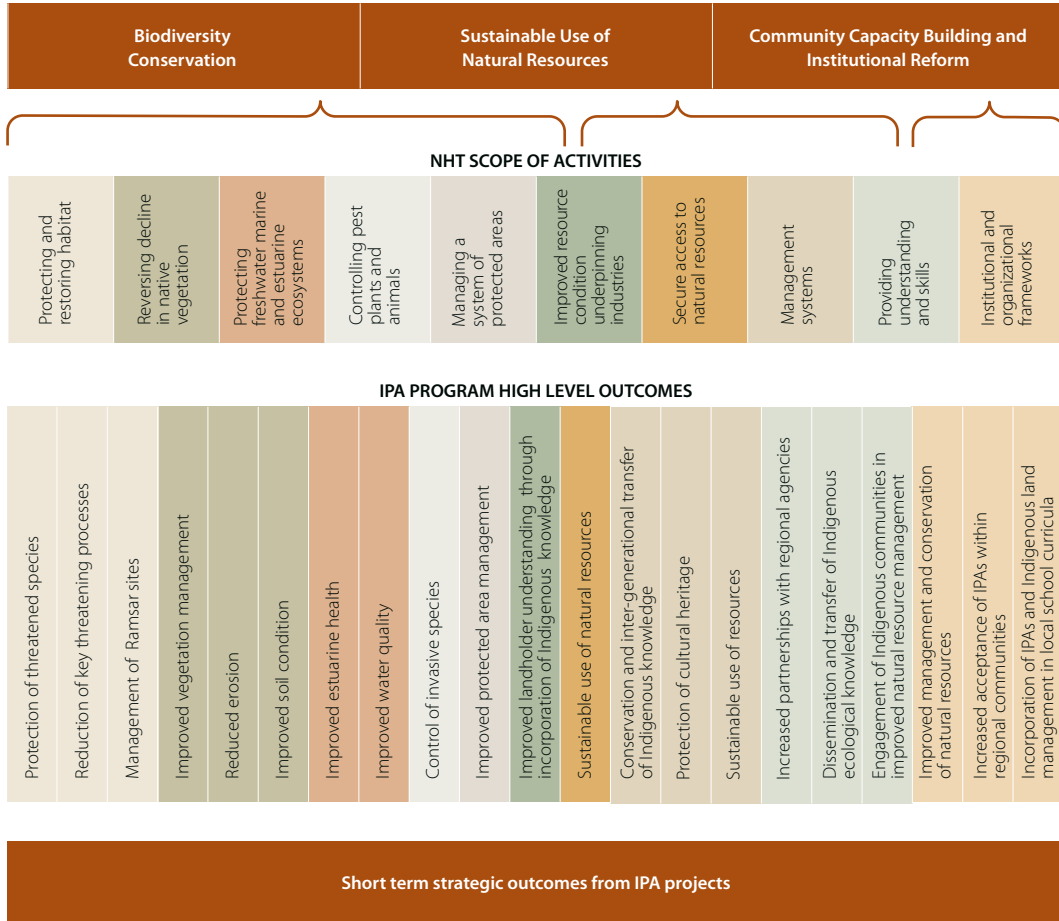 Biodiversity
Conservation
Sustainable Use of
Natural Resources
Community Capacity Building and
Institutional Reform
NHT SCOPE OF ACTIVITIES
Protecting and
restoring habitat
Reversing decline
in native
vegetation
Protecting
freshwater marine
and estuarine
ecosystems
Controlling pest
plants and
animals
Managing a
system of
protected areas
Improved resource
condition
underpinning
industries
Secure access to
natural resources
Management
systems
Providing
understanding
and skills
Institutional and
organizational
frameworks
IPA PROGRAM HIGH LEVEL OUTCOMES
Protection of threatened species
Reduction of key threatening processes
Management of Ramsar sites
Improved vegetation management
Reduced erosion
Improved soil condition
Improved estuarine health
Improved water quality
Control of invasive species
Improved protected area management
Improved landholder understanding through
incorporation of Indigenous knowledge
Sustainable use of natural resources
Conservation and inter-generational transfer
of Indigenous knowledge
Protection of cultural heritage
Sustainable use of resources
Increased partnerships with regional agencies
Dissemination and transfer of Indigenous
ecological knowledge
Engagement of Indigenous communities in
improved natural resource management
Improved management and conservation
of natural resources
Increased acceptance of IPAs within
regional communities
Incorporation of IPAs and Indigenous land
management in local school curricula
Short term strategic outcomes from IPA projects